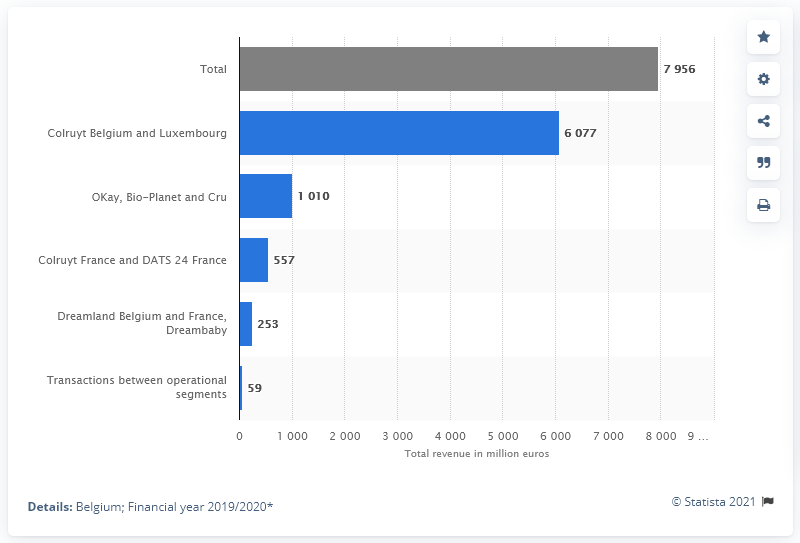 Total
7 956
Colruyt Belgium and Luxembourg
6 077
OKay, Bio-Planet and Cru
1 010
Colruyt France and DATS 24 France
557
Dreamland Belgium and France,
Dreambaby
253
Transactions between operational
segments
59
0 1 000 2 000 3 000 4 000 5 000 6 000 7 000 8 000 9 ...
Total revenue in million euros
Details: Belgium; Financial year 2019/2020*
© Statista 2021